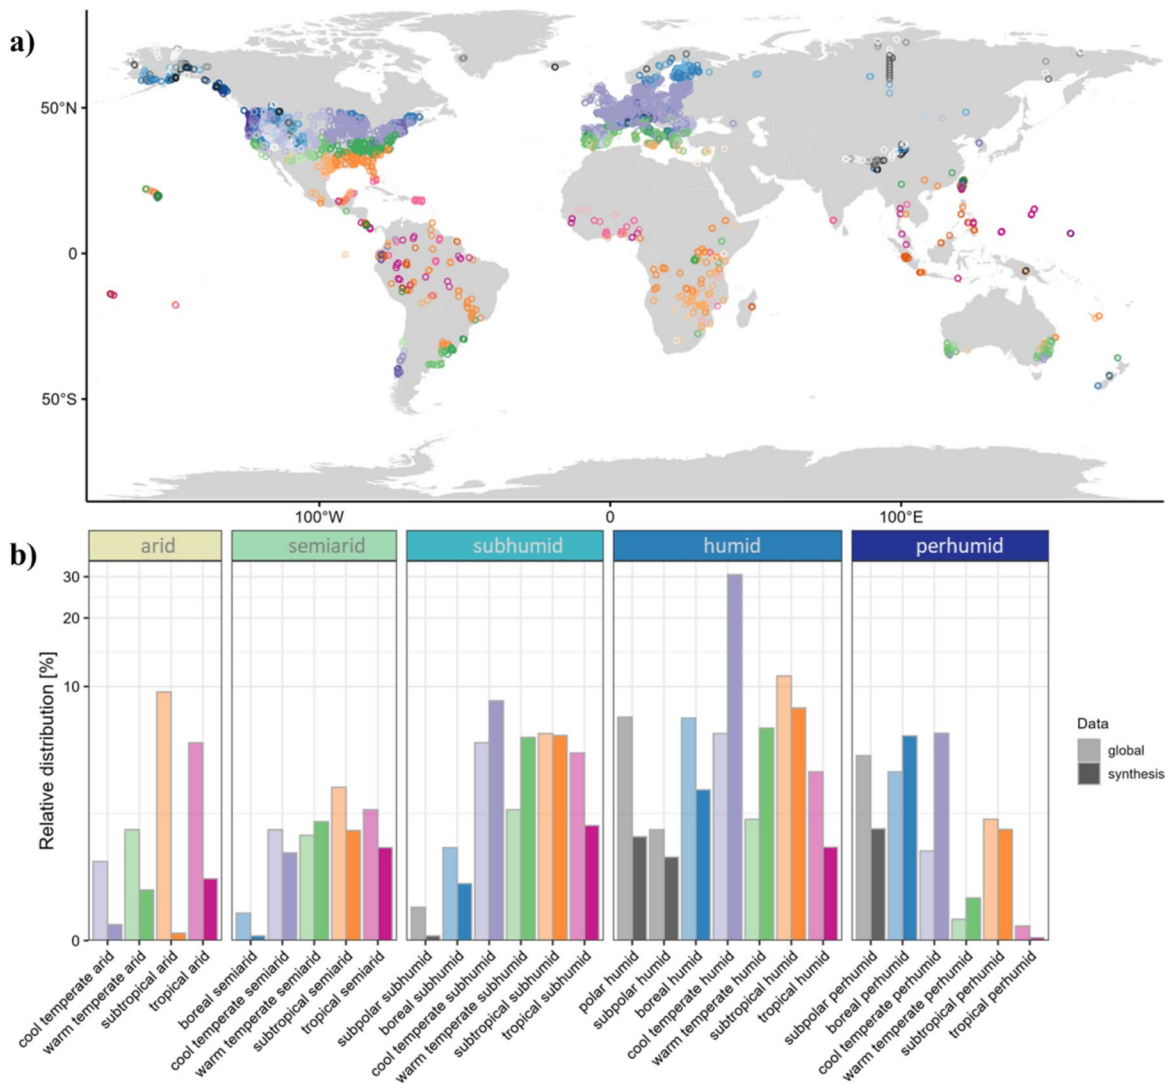 a)
50°N
0
50°S
100°W
0
100°E
b)
arid
semiarid
subhumid
humid
perhumid
30
20
10
0
Relative distribution [%]
Data
global
synthesis
cool temperate arid
warm temperate arid
subtropical arid
tropical arid
boreal semiarid
cool temperate semiarid
warm temperate semiarid
subtropical semiarid
tropical semiarid
subpolar subhumid
boreal subhumid
cool temperate subhumid
warm temperate subhumid
subtropical subhumid
tropical subhumid
polar humid
subpolar humid
boreal humid
cool temperate humid
warm temperate humid
subtropical humid
tropical humid
subpolar perhumid
boreal perhumid
cool temperate perhumid
warm temperate perhumid
subtropical perhumid
tropical perhumid